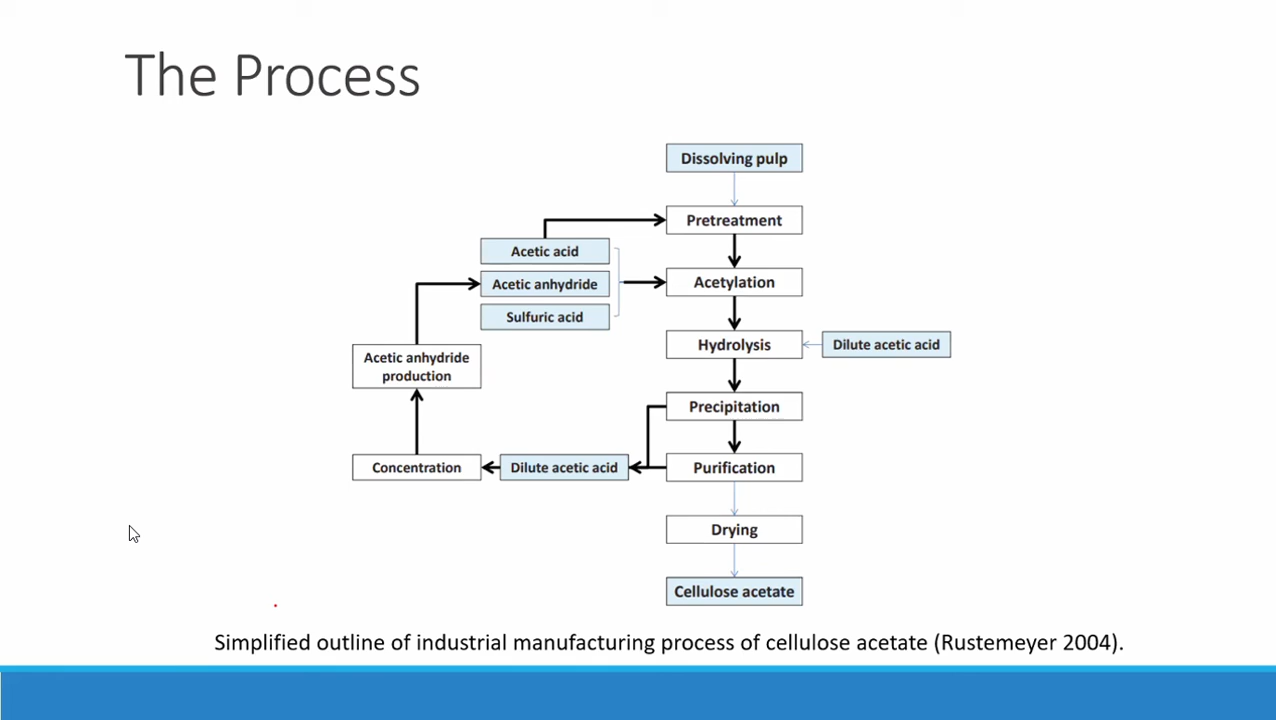 The Process
Dissolving pulp
Pretreatment
Acetic acid
Acetic anhydride
Acetylation
Sulfuric acid
Hydrolysis
Dilute acetic acid
Acetic anhydride
production
Precipitation
Concentration
Dilute acetic acid
Purification
Drying
Cellulose acetate
Simplified outline of industrial manufacturing process of cellulose acetate (Rustemeyer 2004).